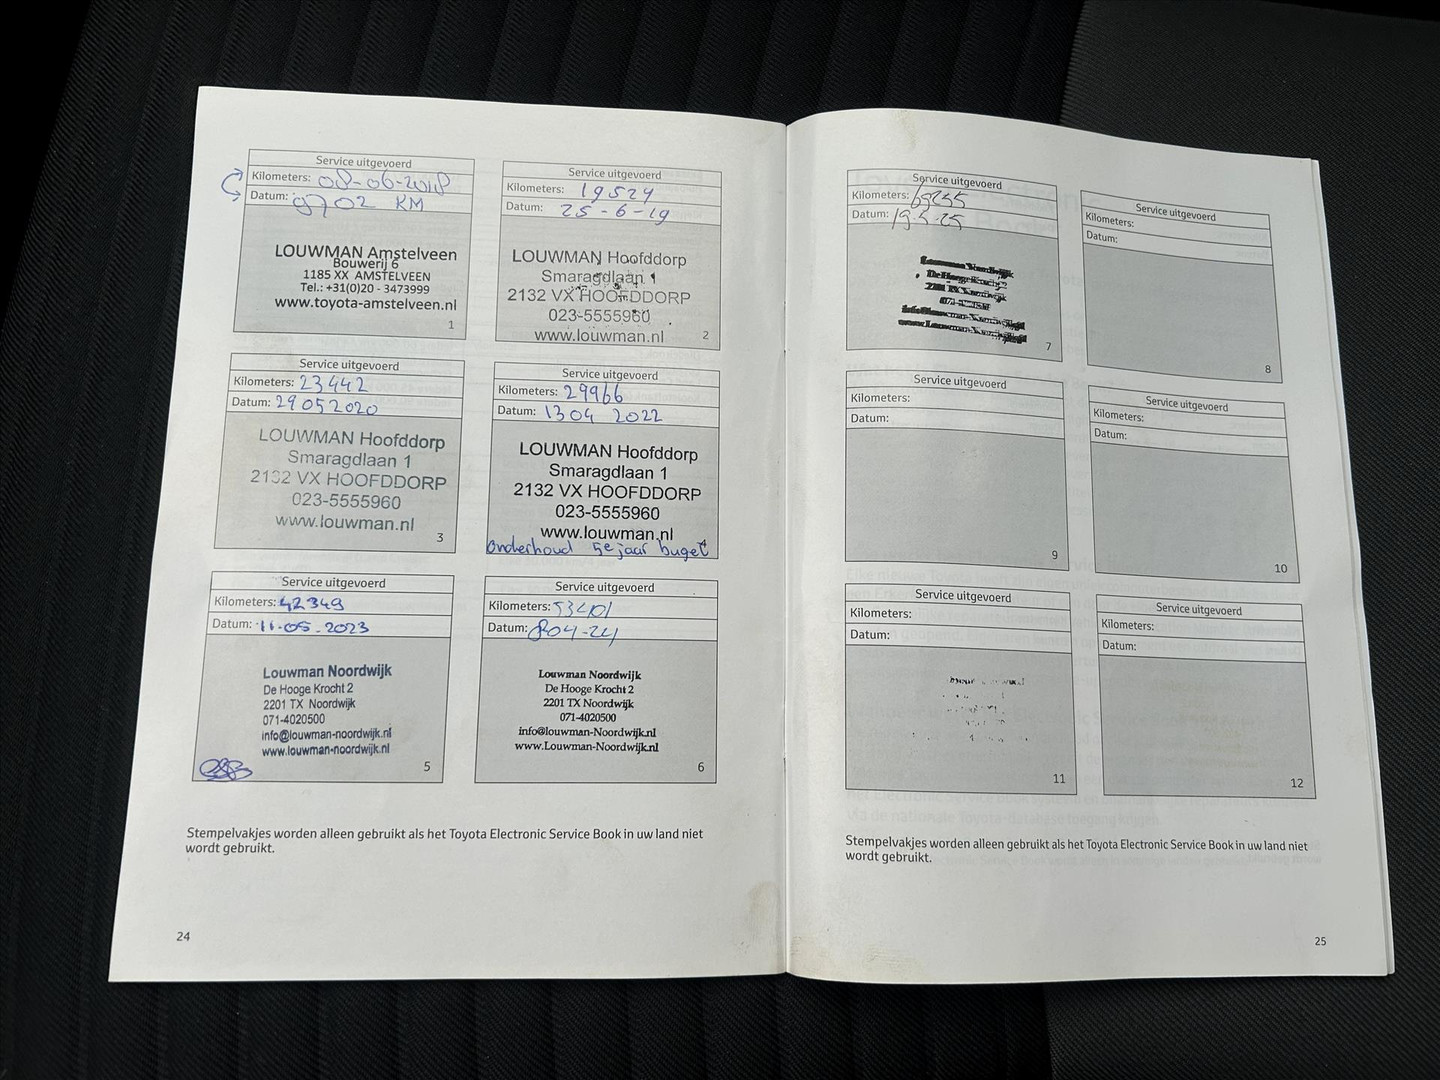 Service uitgevoerd
Kilometers: 08-06-2018
Datum: 9702 KM
LOUWMAN Amstelveen
Bouwerij 6
1185 XX AMSTELVEEN
Tel.: +31(0)20 - 3473999
www.toyota-amstelveen.nl
1
Service uitgevoerd
Kilometers: 19524
Datum: 25-6-19
LOUWMAN Hoofddorp
Smaragdlaan 1
2132 VX HOOFDDORP
023-5555960
www.louwman.nl
2
Service uitgevoerd
Kilometers: 23442
Datum: 29052020
LOUWMAN Hoofddorp
Smaragdlaan 1
2132 VX HOOFDDORP
023-5555960
www.louwman.nl
3
Service uitgevoerd
Kilometers: 29966
Datum: 1304 2022
LOUWMAN Hoofddorp
Smaragdlaan 1
2132 VX HOOFDDORP
023-5555960
www.louwman.nl
Onderhoud 5e jaar buget
Service uitgevoerd
Kilometers: 42349
Datum: 11-05-2023
Louwman Noordwijk
De Hooge Krocht 2
2201 TX Noordwijk
071-4020500
info@louwman-noordwijk.nl
www.louwman-noordwijk.nl
5
Service uitgevoerd
Kilometers: 53401
Datum: 804-24
Louwman Noordwijk
De Hooge Krocht 2
2201 TX Noordwijk
071-4020500
info@louwman-Noordwijk.nl
www.Louwman-Noordwijk.nl
6
Stempelvakjes worden alleen gebruikt als het Toyota Electronic Service Book in uw land niet
wordt gebruikt.
24
Service uitgevoerd
Kilometers:
Datum: 19-5-25
Louwman Noordwijk
De Hooge Krocht 2
2201 TX Noordwijk
7
Service uitgevoerd
Kilometers:
Datum:
8
Service uitgevoerd
Kilometers:
Datum:
9
Service uitgevoerd
Kilometers:
Datum:
10
Service uitgevoerd
Kilometers:
Datum:
11
Service uitgevoerd
Kilometers:
Datum:
12
Stempelvakjes worden alleen gebruikt als het Toyota Electronic Service Book in uw land niet
wordt gebruikt.
25